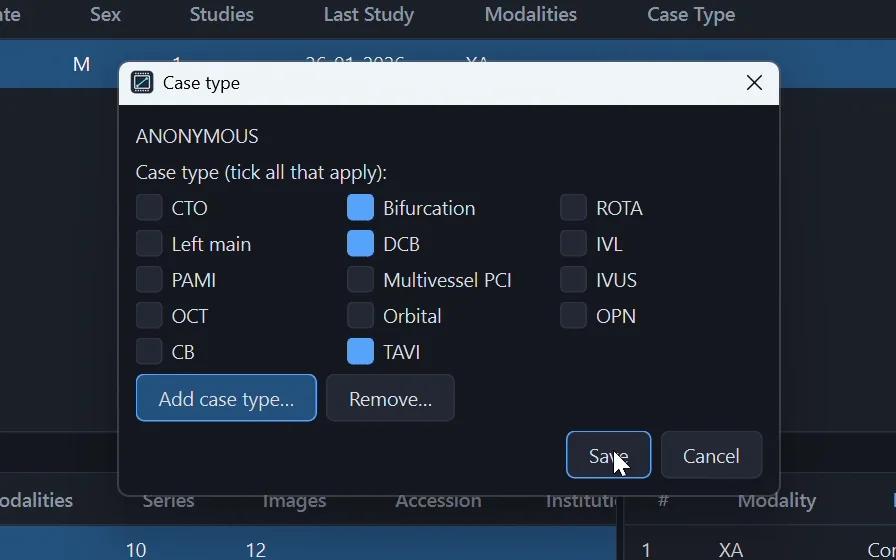 Sex Studies Last Study Modalities Case Type
M
Case type
ANONYMOUS
Case type (tick all that apply):
CTO Bifurcation ROTA
Left main DCB IVL
PAMI Multivessel PCI IVUS
OCT Orbital OPN
CB TAVI
Add case type... Remove...
Save Cancel
odalities Series Images Accession Instituti # Modality
10 12 1 XA Cor